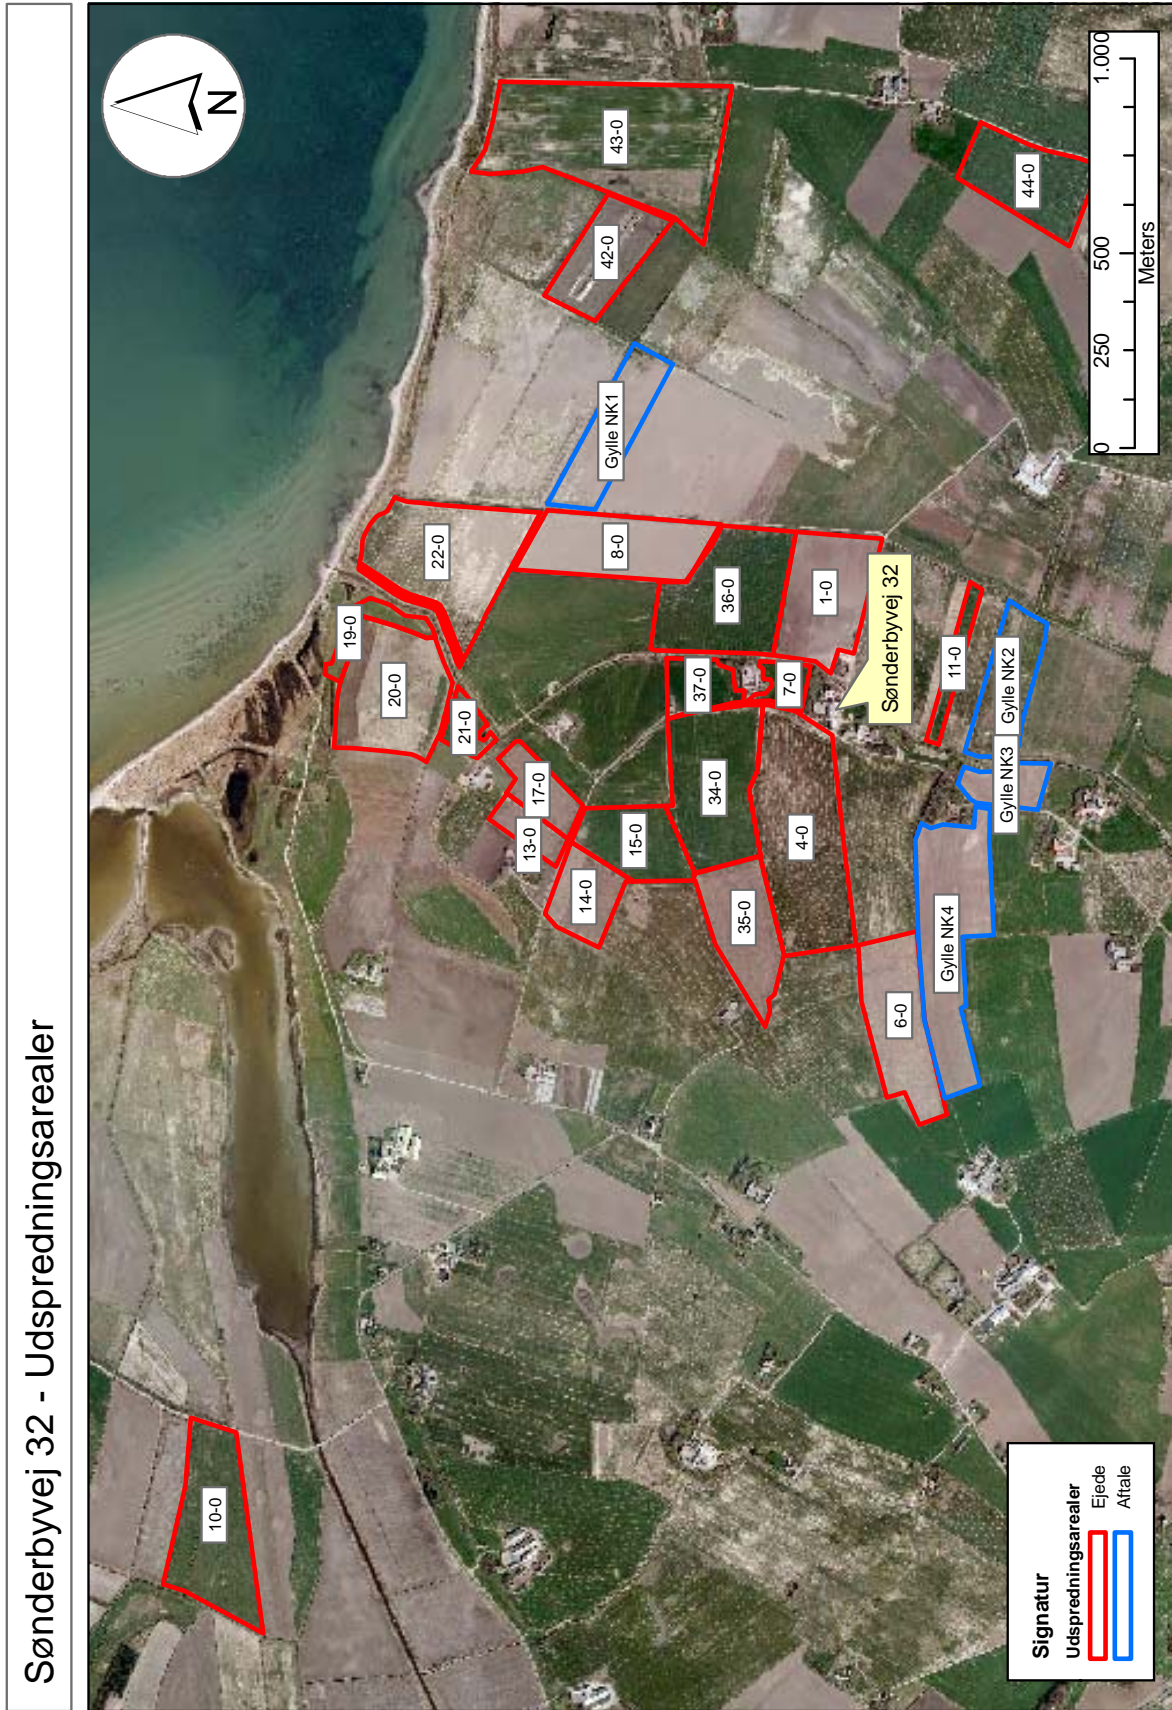 Sønderbyvej 32 - Udspredningsarealer
N
10-0
19-0
20-0
22-0
21-0
17-0
13-0
14-0
15-0
8-0
Gylle NK1
42-0
43-0
44-0
36-0
37-0
34-0
35-0
1-0
7-0
4-0
Sønderbyvej 32
6-0
11-0
Gylle NK2
Gylle NK3
Gylle NK4
Signatur
Udspredningsarealer
Ejede
Aftale
0 250 500 1.000
Meters